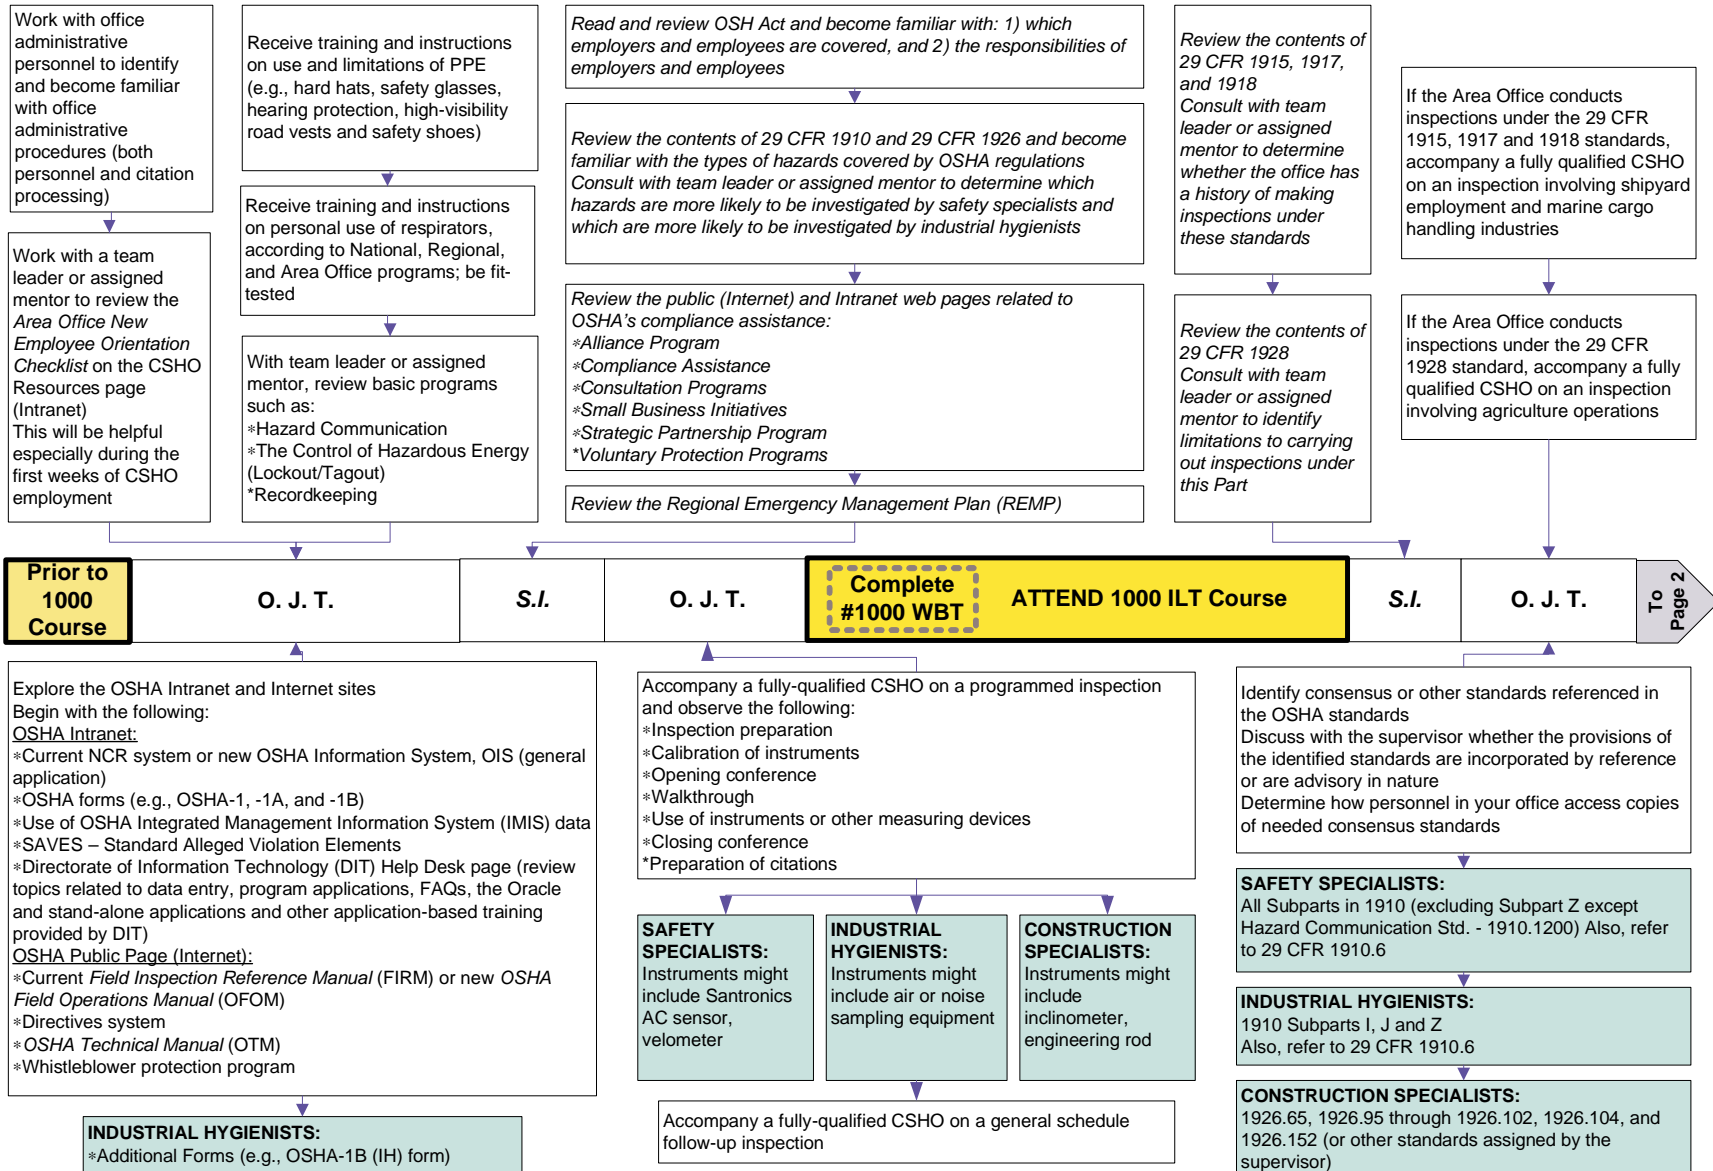 Work with office
administrative
personnel to identify
and become familiar
with office
administrative
procedures (both
personnel and citation
processing)
Work with a team
leader or assigned
mentor to review the
Area Office New
Employee Orientation
Checklist on the CSHO
Resources page
(Intranet)
This will be helpful
especially during the
first weeks of CSHO
employment
Receive training and instructions
on use and limitations of PPE
(e.g., hard hats, safety glasses,
hearing protection, high-visibility
road vests and safety shoes)
Receive training and instructions
on personal use of respirators,
according to National, Regional,
and Area Office programs; be fit-
tested
With team leader or assigned
mentor, review basic programs
such as:
*Hazard Communication
*The Control of Hazardous Energy
(Lockout/Tagout)
*Recordkeeping
Read and review OSH Act and become familiar with: 1) which
employers and employees are covered, and 2) the responsibilities of
employers and employees
Review the contents of 29 CFR 1910 and 29 CFR 1926 and become
familiar with the types of hazards covered by OSHA regulations
Consult with team leader or assigned mentor to determine which
hazards are more likely to be investigated by safety specialists and
which are more likely to be investigated by industrial hygienists
Review the public (Internet) and Intranet web pages related to
OSHA's compliance assistance:
*Alliance Program
*Compliance Assistance
*Consultation Programs
*Small Business Initiatives
*Strategic Partnership Program
*Voluntary Protection Programs
Review the Regional Emergency Management Plan (REMP)
Review the contents of
29 CFR 1915, 1917,
and 1918
Consult with team
leader or assigned
mentor to determine
whether the office has
a history of making
inspections under
these standards
Review the contents of
29 CFR 1928
Consult with team
leader or assigned
mentor to identify
limitations to carrying
out inspections under
this Part
If the Area Office conducts
inspections under the 29 CFR
1915, 1917 and 1918 standards,
accompany a fully qualified CSHO
on an inspection involving shipyard
employment and marine cargo
handling industries
If the Area Office conducts
inspections under the 29 CFR
1928 standard, accompany a fully
qualified CSHO on an inspection
involving agriculture operations
Prior to
1000
Course
O. J. T.
S.I.
O. J. T.
Complete
#1000 WBT
ATTEND 1000 ILT Course
S.I.
O. J. T.
To
Page 2
Explore the OSHA Intranet and Internet sites
Begin with the following:
OSHA Intranet:
*Current NCR system or new OSHA Information System, OIS (general
application)
*OSHA forms (e.g., OSHA-1, -1A, and -1B)
*Use of OSHA Integrated Management Information System (IMIS) data
*SAVES – Standard Alleged Violation Elements
*Directorate of Information Technology (DIT) Help Desk page (review
topics related to data entry, program applications, FAQs, the Oracle
and stand-alone applications and other application-based training
provided by DIT)
OSHA Public Page (Internet):
*Current Field Inspection Reference Manual (FIRM) or new OSHA
Field Operations Manual (OFOM)
*Directives system
*OSHA Technical Manual (OTM)
*Whistleblower protection program
INDUSTRIAL HYGIENISTS:
*Additional Forms (e.g., OSHA-1B (IH) form)
Accompany a fully-qualified CSHO on a programmed inspection
and observe the following:
*Inspection preparation
*Calibration of instruments
*Opening conference
*Walkthrough
*Use of instruments or other measuring devices
*Closing conference
*Preparation of citations
SAFETY
SPECIALISTS:
Instruments might
include Santronics
AC sensor,
velometer
INDUSTRIAL
HYGIENISTS:
Instruments might
include air or noise
sampling equipment
CONSTRUCTION
SPECIALISTS:
Instruments might
include
inclinometer,
engineering rod
Accompany a fully-qualified CSHO on a general schedule
follow-up inspection
Identify consensus or other standards referenced in
the OSHA standards
Discuss with the supervisor whether the provisions of
the identified standards are incorporated by reference
or are advisory in nature
Determine how personnel in your office access copies
of needed consensus standards
SAFETY SPECIALISTS:
All Subparts in 1910 (excluding Subpart Z except
Hazard Communication Std. - 1910.1200) Also, refer
to 29 CFR 1910.6
INDUSTRIAL HYGIENISTS:
1910 Subparts I, J and Z
Also, refer to 29 CFR 1910.6
CONSTRUCTION SPECIALISTS:
1926.65, 1926.95 through 1926.102, 1926.104, and
1926.152 (or other standards assigned by the
supervisor)